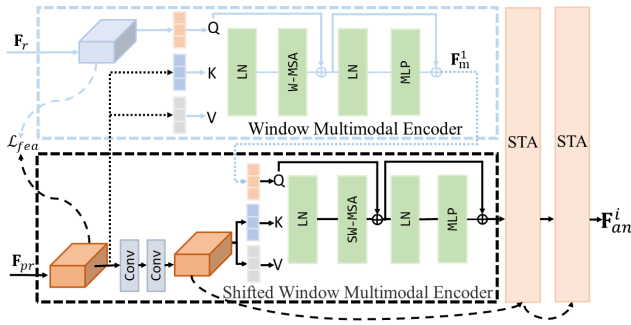 F_r
Q
K
V
LN
W-MSA
LN
MLP
F_m^1
Window Multimodal Encoder
L_fea
STA
STA
F_an^i
F_pr
Conv
Conv
Q
K
V
LN
SW-MSA
LN
MLP
Shifted Window Multimodal Encoder